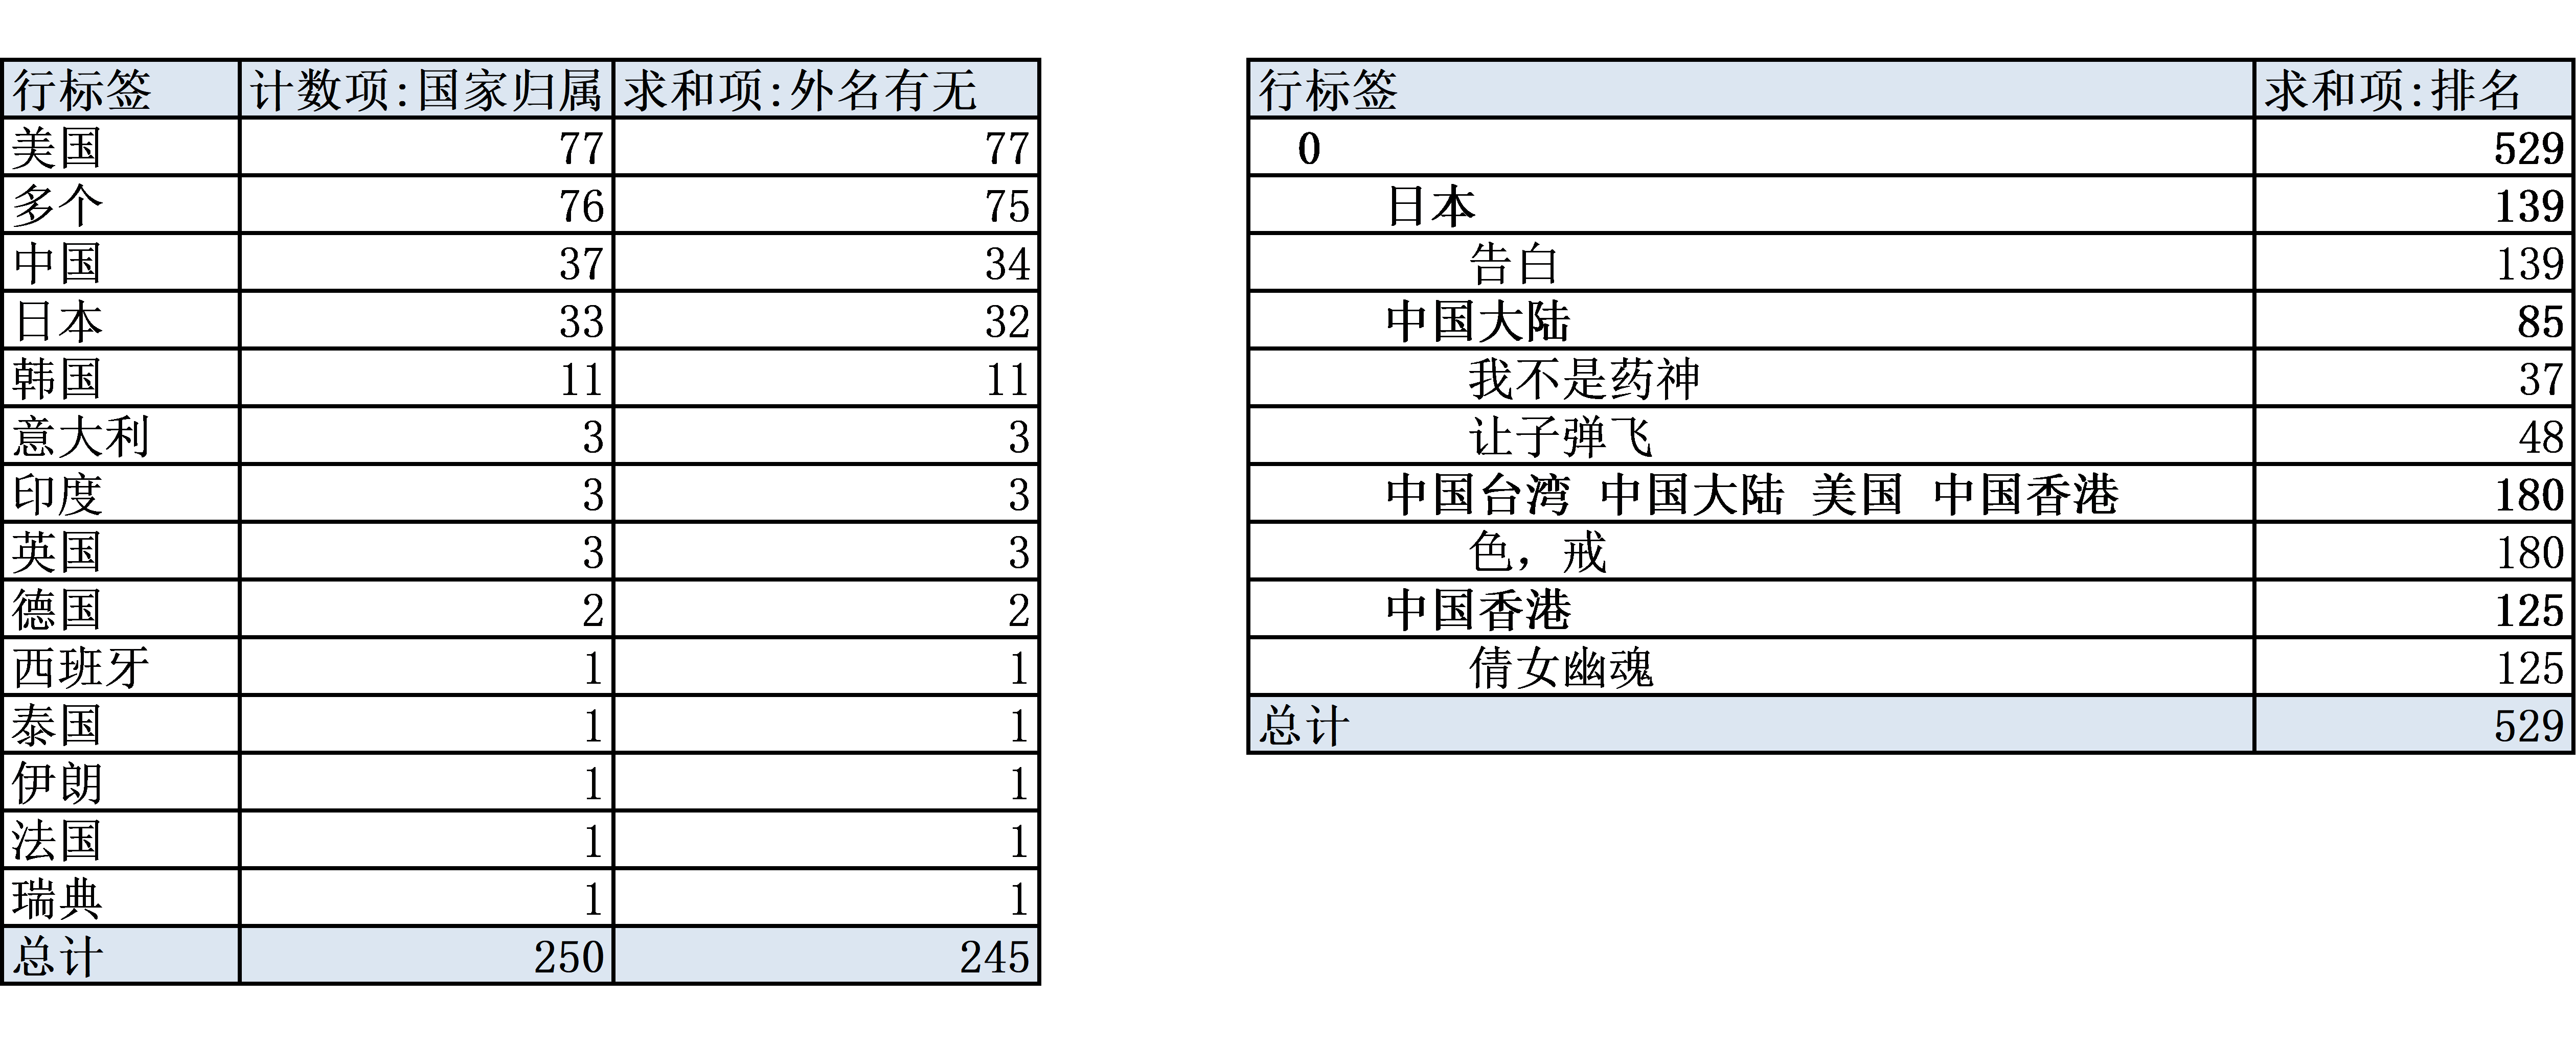 行标签 计数项:国家归属 求和项:外名有无
美国 77 77
多个 76 75
中国 37 34
日本 33 32
韩国 11 11
意大利 3 3
印度 3 3
英国 3 3
德国 2 2
西班牙 1 1
泰国 1 1
伊朗 1 1
法国 1 1
瑞典 1 1
总计 250 245
行标签 求和项:排名
0 529
日本 139
告白 139
中国大陆 85
我不是药神 37
让子弹飞 48
中国台湾 中国大陆 美国 中国香港 180
色，戒 180
中国香港 125
倩女幽魂 125
总计 529